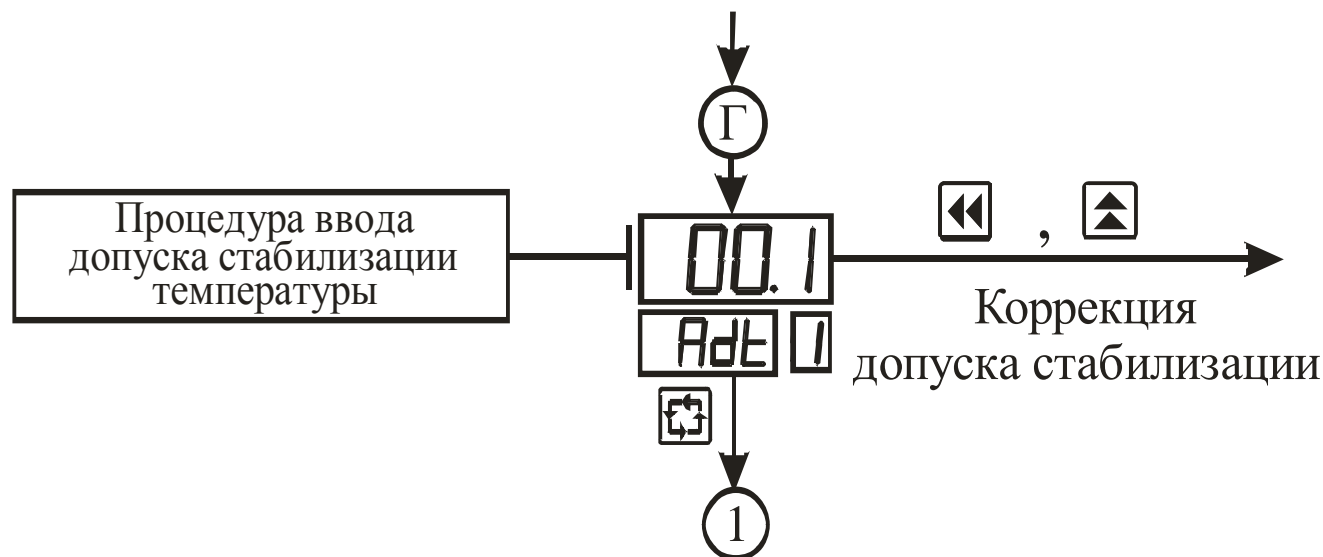 Г
Процедура ввода
допуска стабилизации
температуры
00.1
Adt 1
,
Коррекция
допуска стабилизации
1